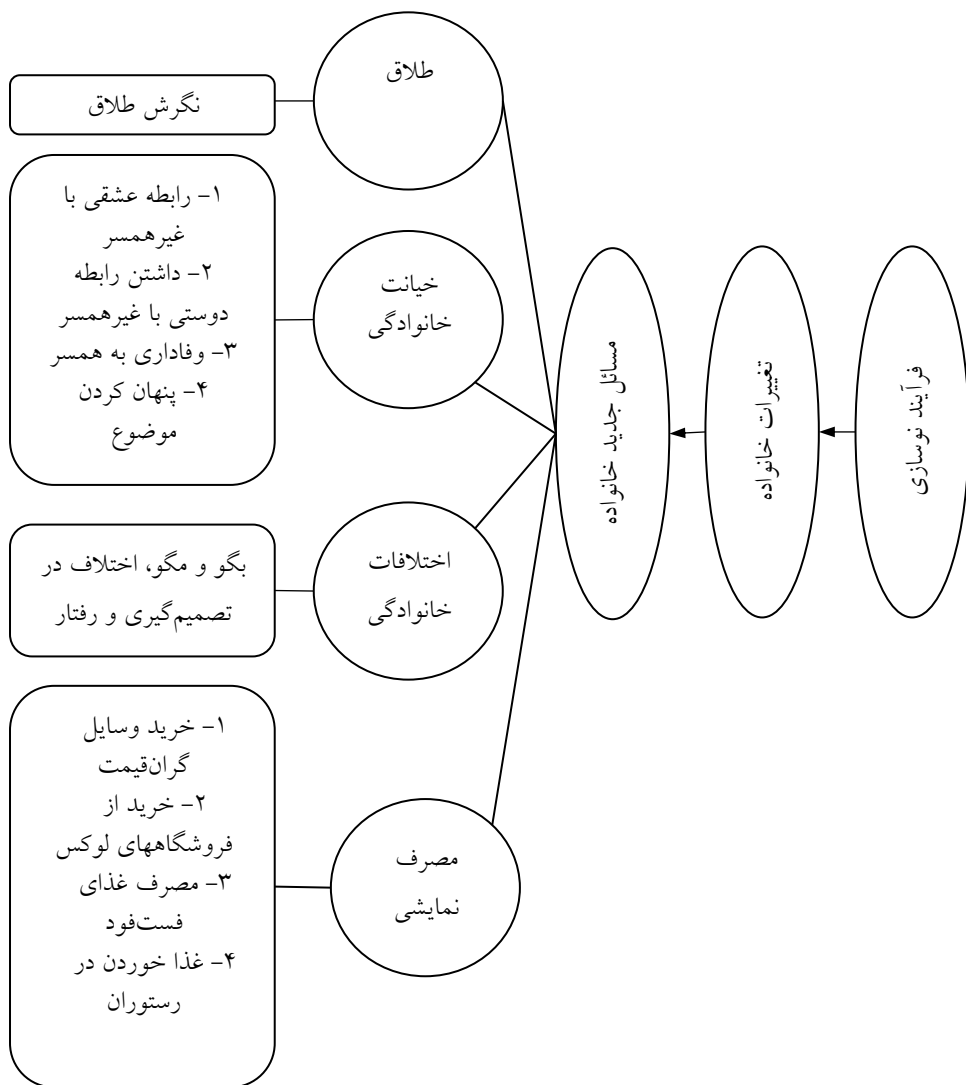 فرآیند نوسازی
تغییرات خانواده
مسائل جدید خانواده
طلاق
نگرش طلاق
خیانت
خانوادگی
۱- رابطه عشقی با
غیرهمسر
۲- داشتن رابطه
دوستی با غیرهمسر
۳- وفاداری به همسر
۴- پنهان کردن
موضوع
اختلافات
خانوادگی
بگو و مگو، اختلاف در
تصمیم‌گیری و رفتار
مصرف
نمایشی
۱- خرید وسایل
گران‌قیمت
۲- خرید از
فروشگاههای لوکس
۳- مصرف غذای
فست‌فود
۴- غذا خوردن در
رستوران